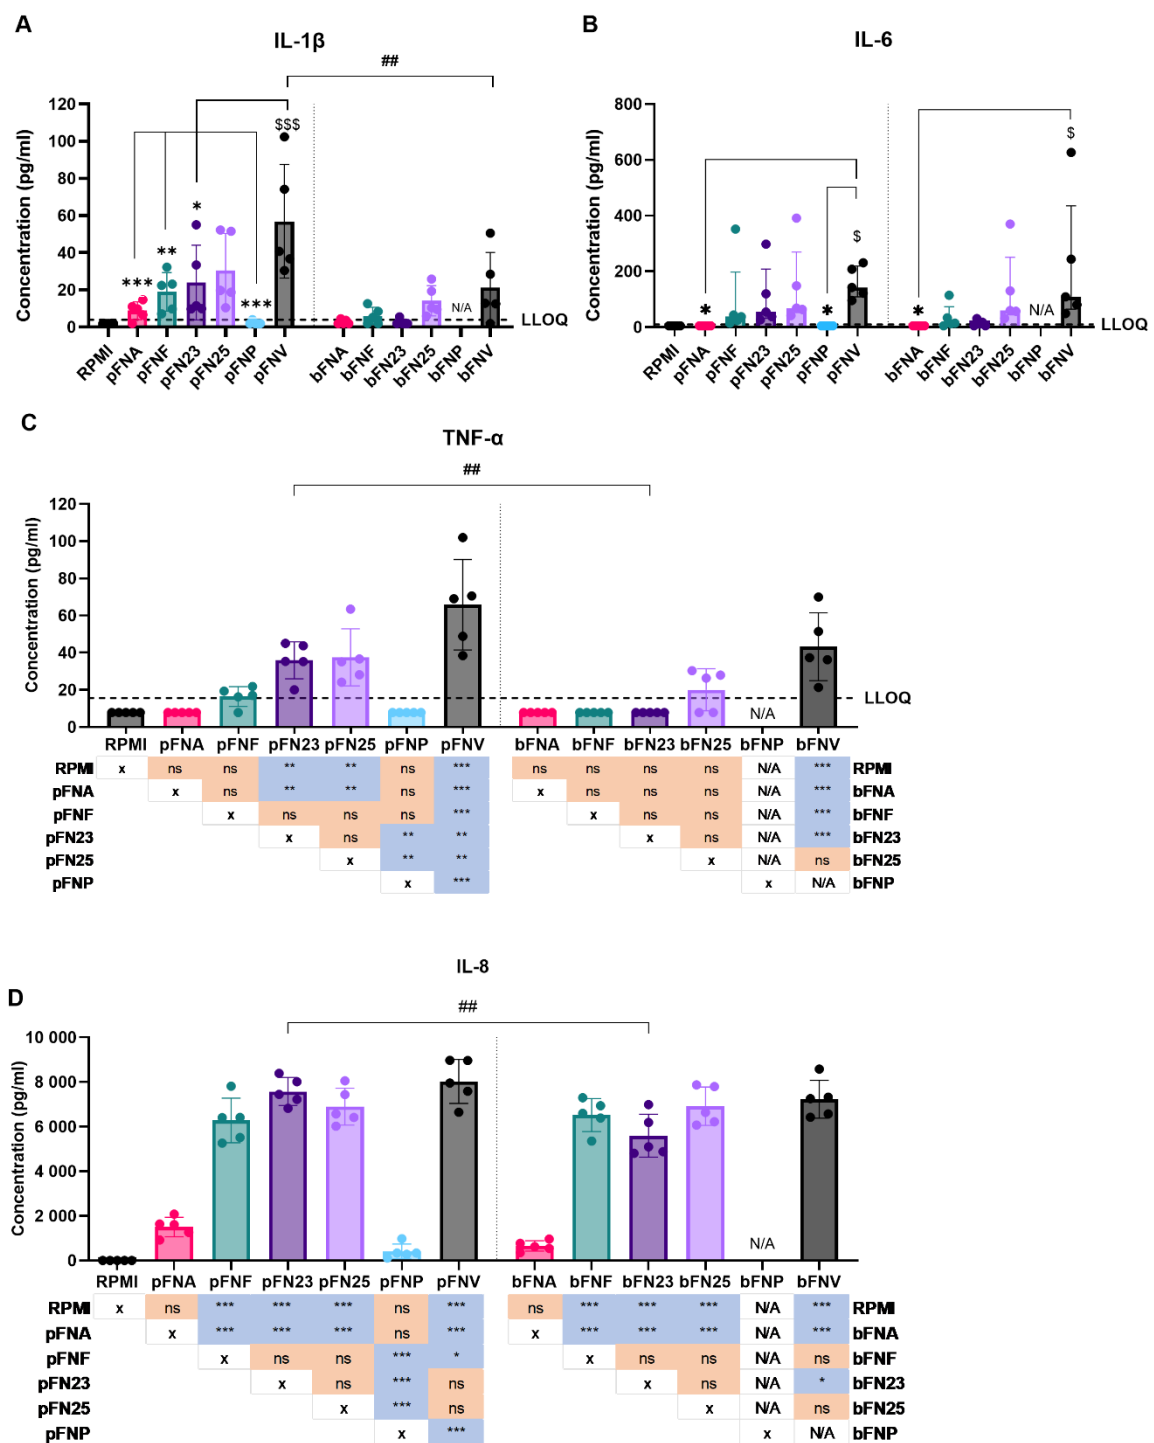 A
IL-1β
##
Concentration (pg/ml)
120
100
80
60
40
20
0
$$$
*
**
***
***
N/A
LLOQ
RPMI pFNA pFNF pFN23 pFN25 pFNP pFNV bFNA bFNF bFN23 bFN25 bFNP bFNV
B
IL-6
Concentration (pg/ml)
800
600
400
200
0
$
$
*
*
*
N/A
LLOQ
RPMI pFNA pFNF pFN23 pFN25 pFNP pFNV bFNA bFNF bFN23 bFN25 bFNP bFNV
C
TNF-α
##
Concentration (pg/ml)
120
100
80
60
40
20
0
LLOQ
N/A
RPMI pFNA pFNF pFN23 pFN25 pFNP pFNV bFNA bFNF bFN23 bFN25 bFNP bFNV
RPMI x ns ns ** ** ns *** ns ns ns ns N/A *** RPMI
pFNA x ns ** ** ns *** x ns ns ns N/A *** bFNA
pFNF x ns ns ns *** x ns ns N/A *** bFNF
pFN23 x ns ** ** x ns N/A *** bFN23
pFN25 x ** ** x N/A ns bFN25
pFNP x *** x N/A bFNP
IL-8
D
##
Concentration (pg/ml)
10 000
8 000
6 000
4 000
2 000
0
N/A
RPMI pFNA pFNF pFN23 pFN25 pFNP pFNV bFNA bFNF bFN23 bFN25 bFNP bFNV
RPMI x ns *** *** *** ns *** ns *** *** *** N/A *** RPMI
pFNA x *** *** *** ns *** x *** *** *** N/A *** bFNA
pFNF x ns ns *** * x ns ns N/A ns bFNF
pFN23 x ns *** ns x ns N/A * bFN23
pFN25 x *** ns x N/A ns bFN25
pFNP x *** x N/A bFNP